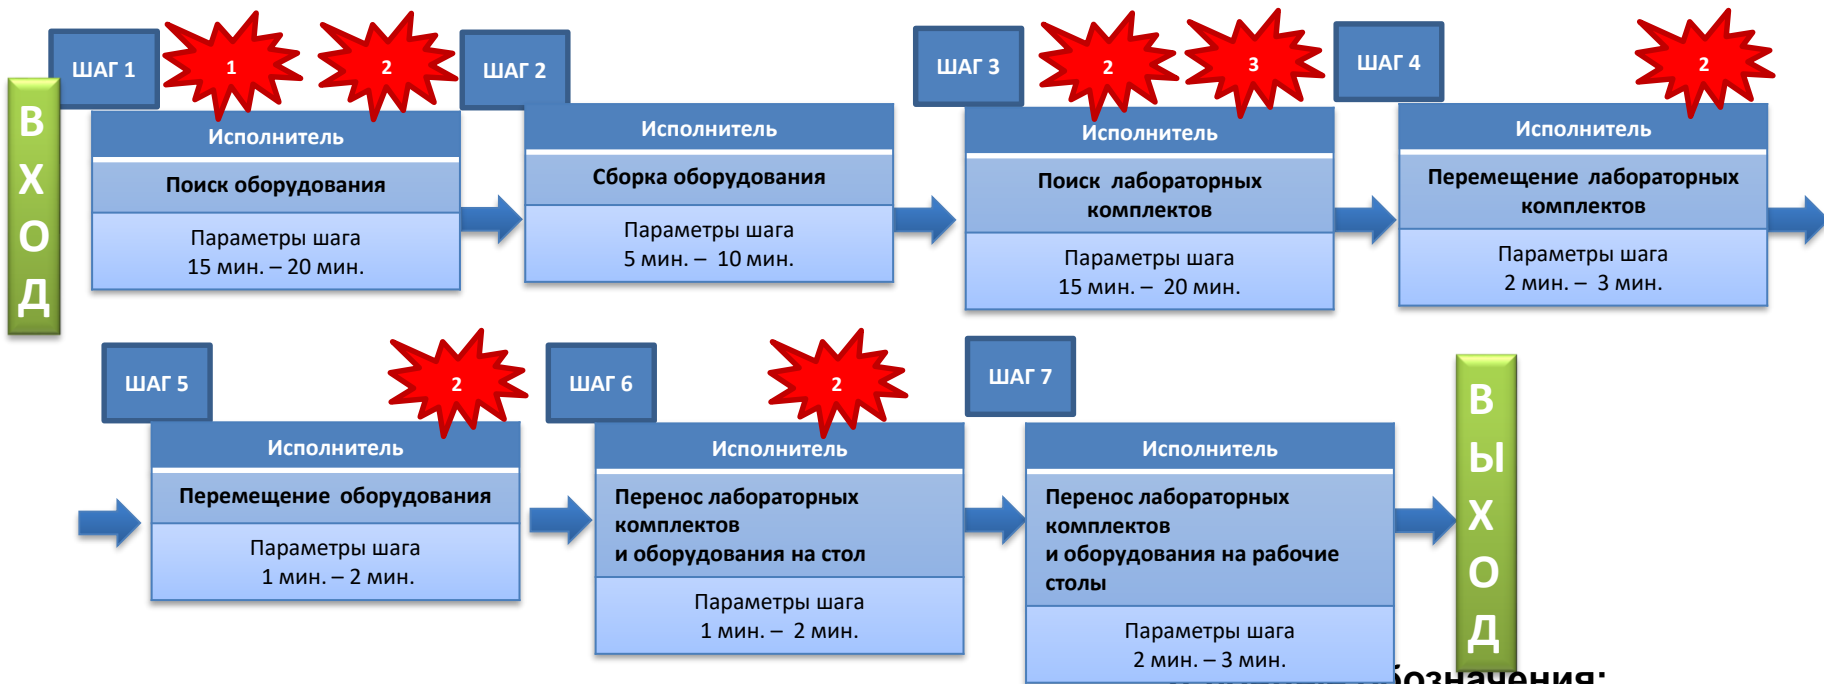 ВХОД
ШАГ 1
1
2
Исполнитель
Поиск оборудования
Параметры шага
15 мин. – 20 мин.
ШАГ 2
Исполнитель
Сборка оборудования
Параметры шага
5 мин. – 10 мин.
ШАГ 3
2
3
Исполнитель
Поиск лабораторных
комплектов
Параметры шага
15 мин. – 20 мин.
ШАГ 4
2
Исполнитель
Перемещение лабораторных
комплектов
Параметры шага
2 мин. – 3 мин.
ШАГ 5
2
Исполнитель
Перемещение оборудования
Параметры шага
1 мин. – 2 мин.
ШАГ 6
2
Исполнитель
Перенос лабораторных
комплектов
и оборудования на стол
Параметры шага
1 мин. – 2 мин.
ШАГ 7
Исполнитель
Перенос лабораторных
комплектов
и оборудования на рабочие
столы
Параметры шага
2 мин. – 3 мин.
ВЫХОД